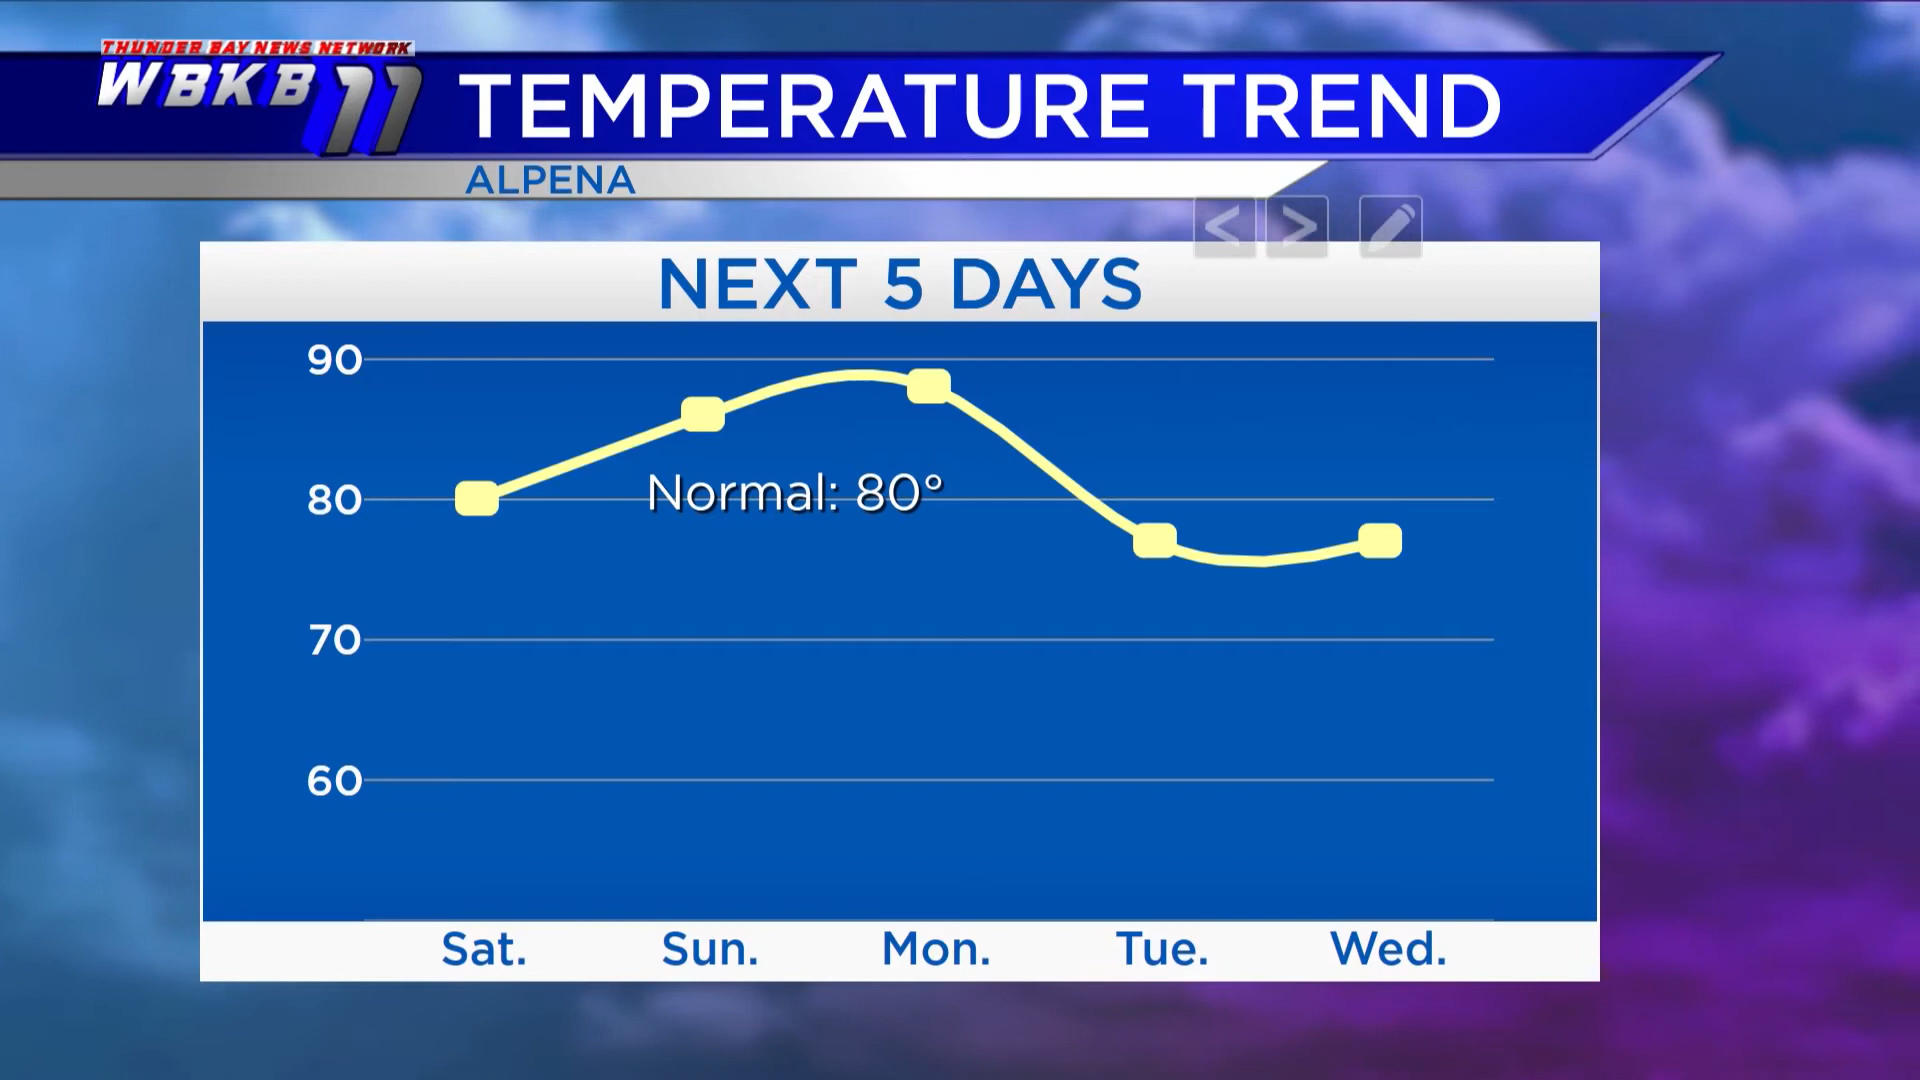 THUNDER BAY NEWS NETWORK
WBKB 11
TEMPERATURE TREND
ALPENA
< >
NEXT 5 DAYS
90
80
Normal: 80°
70
60
Sat. Sun. Mon. Tue. Wed.